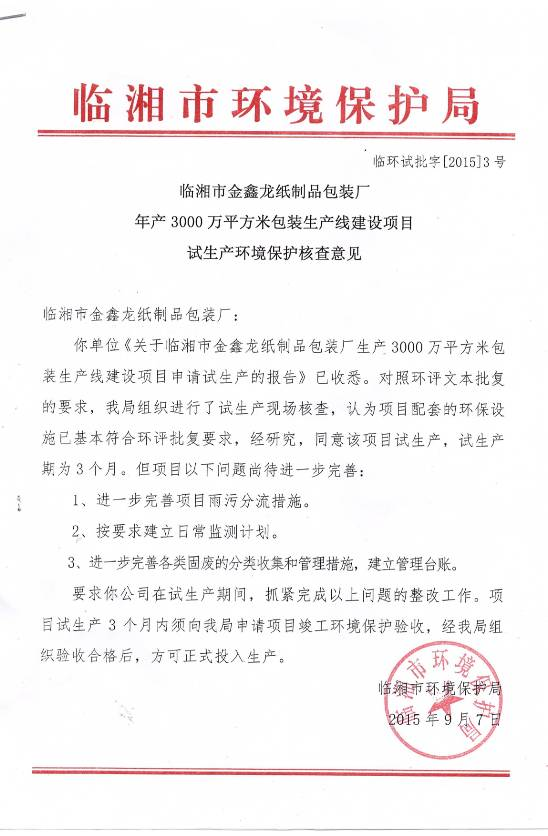 临湘市环境保护局
临环试批字[2015]3号
临湘市金鑫龙纸制品包装厂
年产 3000 万平方米包装生产线建设项目
试生产环境保护核查意见
临湘市金鑫龙纸制品包装厂:
你单位《关于临湘市金鑫龙纸制品包装厂生产 3000 万平方米包
装生产线建设项目申请试生产的报告》已收悉。对照环评文本批复
的要求，我局组织进行了试生产现场核查，认为项目配套的环保设
施已基本符合环评批复要求，经研究，同意该项目试生产，试生产
期为 3 个月。但项目以下问题尚待进一步完善:
1、进一步完善项目雨污分流措施。
2、按要求建立日常监测计划。
3、进一步完善各类固废的分类收集和管理措施，建立管理台账。
要求你公司在试生产期间，抓紧完成以上问题的整改工作。项
目试生产 3 个月内须向我局申请项目竣工环境保护验收，经我局组
织验收合格后，方可正式投入生产。
临湘市环境保护局
2015 年 9 月 7 日
临湘市环境保护局